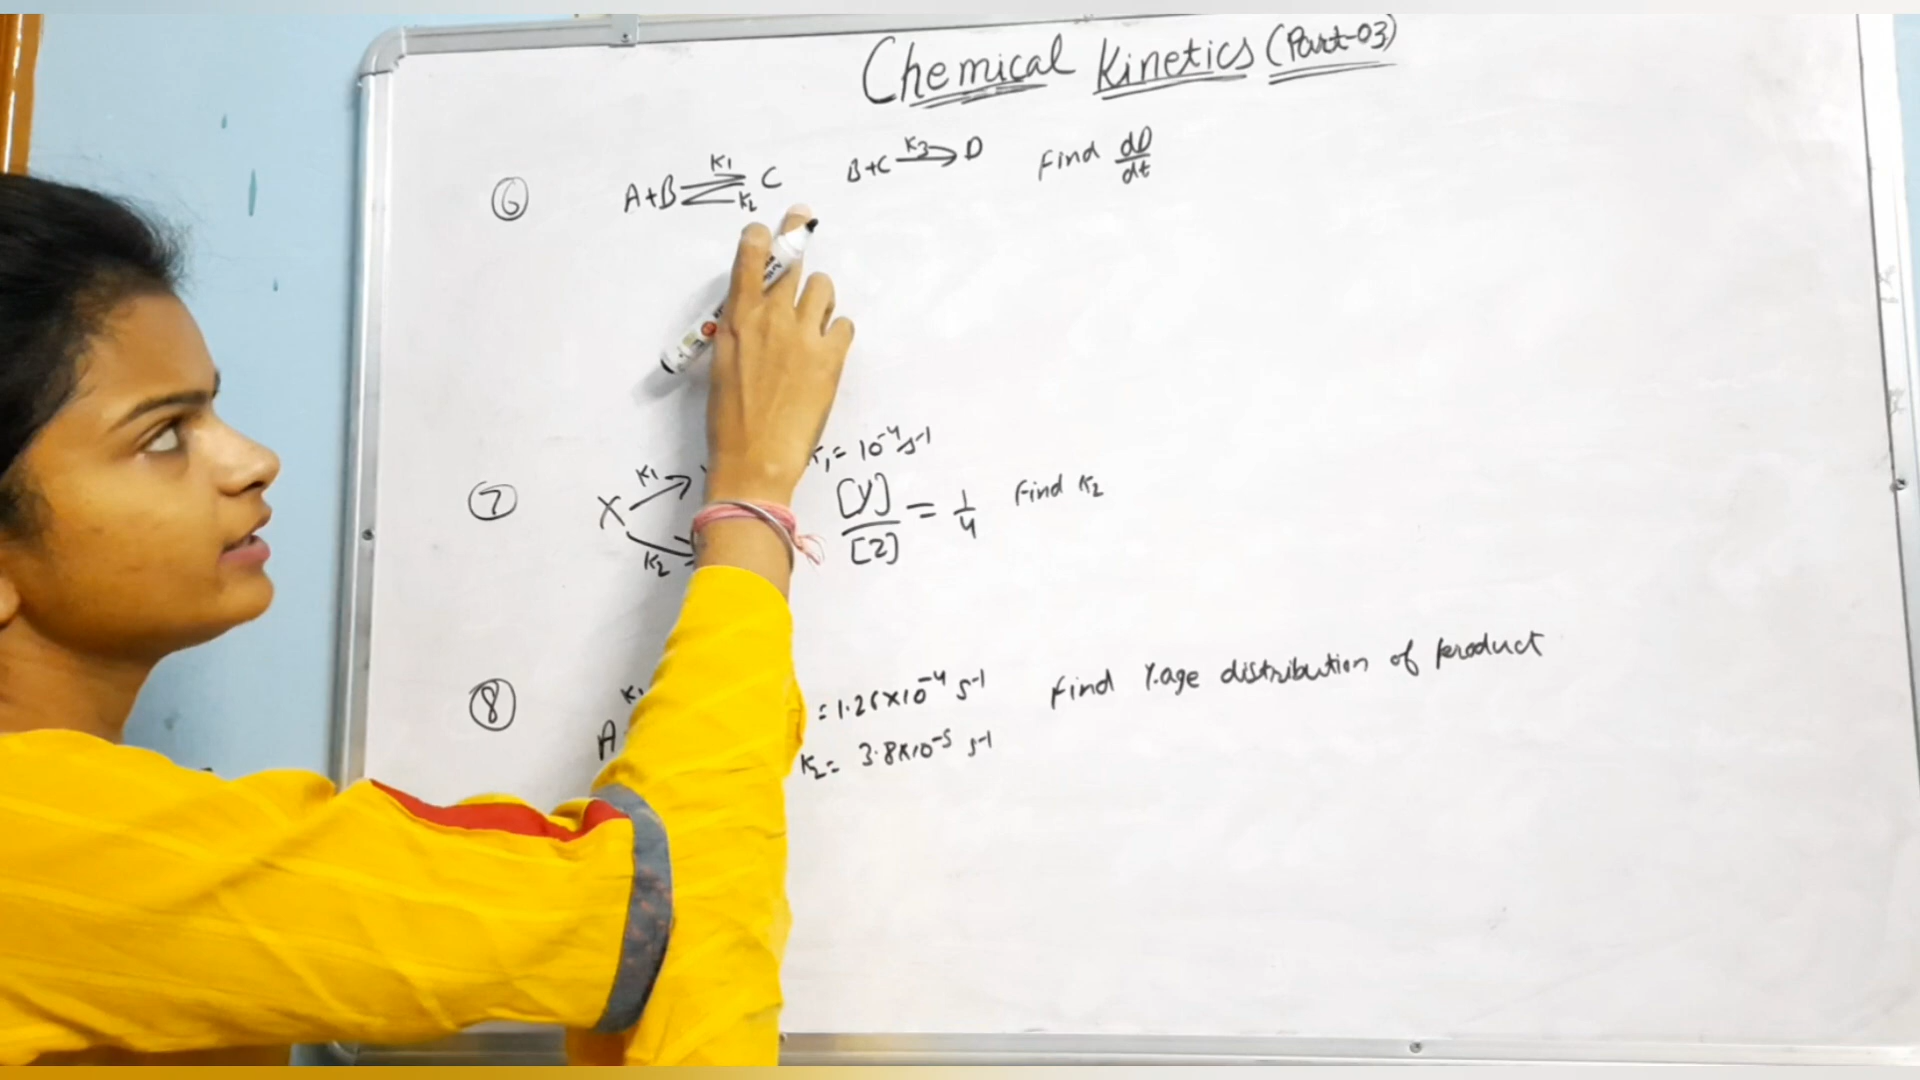 Chemical Kinetics (Part-03)
⑥ A+B ⇌ C B+C → D Find dD/dt
K1 K2 K3
K1 = 10⁻⁴ s⁻¹
⑦ X K1 K2 [Y]/[Z] = 1/4 Find K2
⑧ A K1 = 1.26×10⁻⁴ s⁻¹ Find %age distribution of product
K2 = 3.8×10⁻⁵ s⁻¹